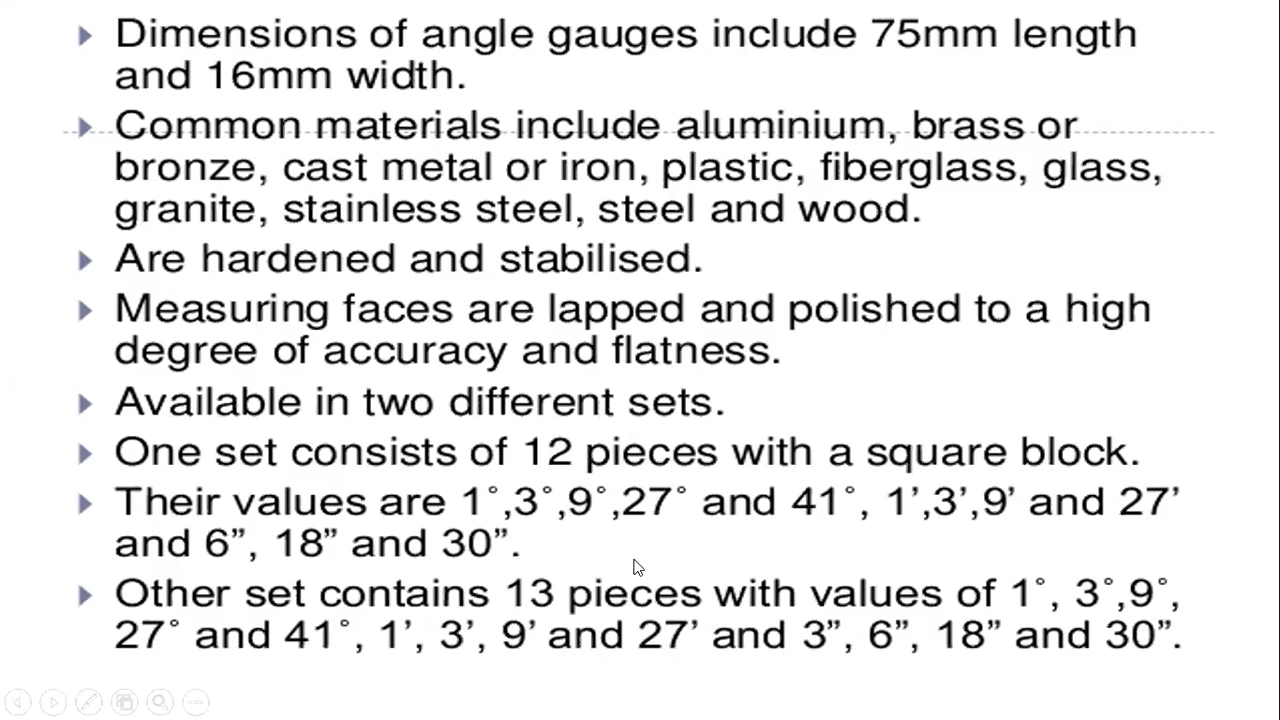 Dimensions of angle gauges include 75mm length
and 16mm width.
Common materials include aluminium, brass or
bronze, cast metal or iron, plastic, fiberglass, glass,
granite, stainless steel, steel and wood.
Are hardened and stabilised.
Measuring faces are lapped and polished to a high
degree of accuracy and flatness.
Available in two different sets.
One set consists of 12 pieces with a square block.
Their values are 1˚,3˚,9˚,27˚ and 41˚, 1’,3’,9’ and 27’
and 6”, 18” and 30”.
Other set contains 13 pieces with values of 1˚, 3˚,9˚,
27˚ and 41˚, 1’, 3’, 9’ and 27’ and 3”, 6”, 18” and 30”.